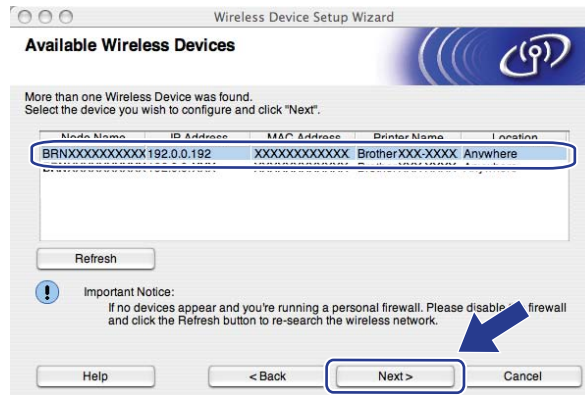 Wireless Device Setup Wizard
Available Wireless Devices
More than one Wireless Device was found.
Select the device you wish to configure and click "Next".
Node Name IP Address MAC Address Printer Name Location
BRNXXXXXXXXXX 192.0.0.192 XXXXXXXXXXXX Brother XXX-XXXX Anywhere
Refresh
Important Notice:
If no devices appear and you're running a personal firewall. Please disable firewall
and click the Refresh button to re-search the wireless network.
Help < Back Next > Cancel